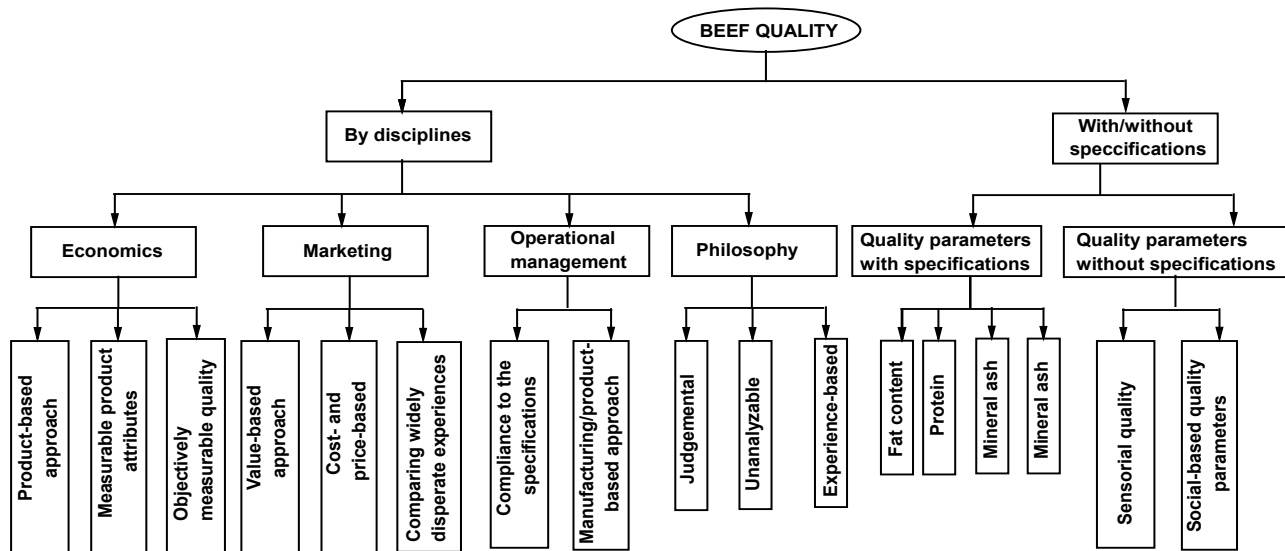 BEEF QUALITY
By disciplines
With/without
speccifications
Economics
Marketing
Operational
management
Philosophy
Quality parameters
with specifications
Quality parameters
without specifications
Product-based
approach
Measurable product
attributes
Objectively
measurable quality
Value-based
approach
Cost- and
price-based
Comparing widely
disperate experiences
Compliance to the
specifications
Manufacturing/product-
based approach
Judgemental
Unanalyzable
Experience-based
Fat content
Protein
Mineral ash
Mineral ash
Sensorial quality
Social-based quality
parameters